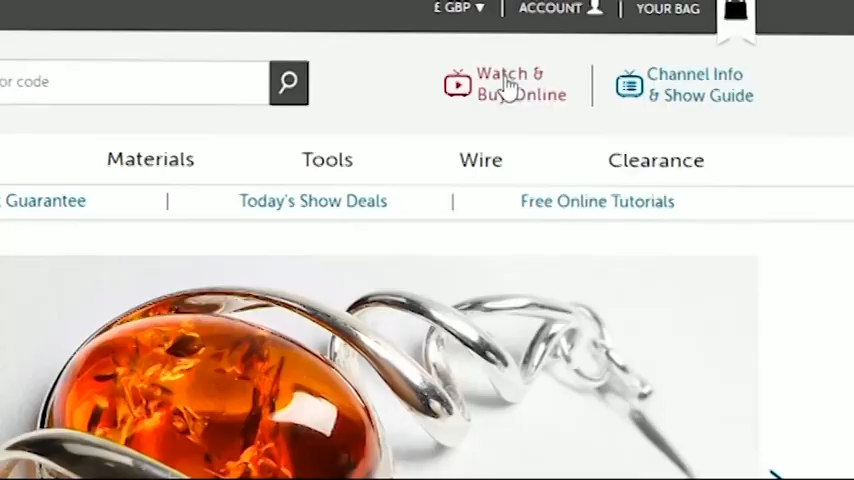 £ GBP ▼ | ACCOUNT | YOUR BAG
or code
Watch &
Buy Online
Channel Info
& Show Guide
Materials Tools Wire Clearance
Guarantee | Today's Show Deals | Free Online Tutorials